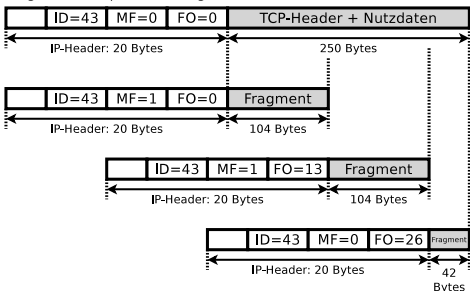 ID=43 MF=0 FO=0 TCP-Header + Nutzdaten
IP-Header: 20 Bytes 250 Bytes
ID=43 MF=1 FO=0 Fragment
IP-Header: 20 Bytes 104 Bytes
ID=43 MF=1 FO=13 Fragment
IP-Header: 20 Bytes 104 Bytes
ID=43 MF=0 FO=26 Fragment
IP-Header: 20 Bytes 42
Bytes